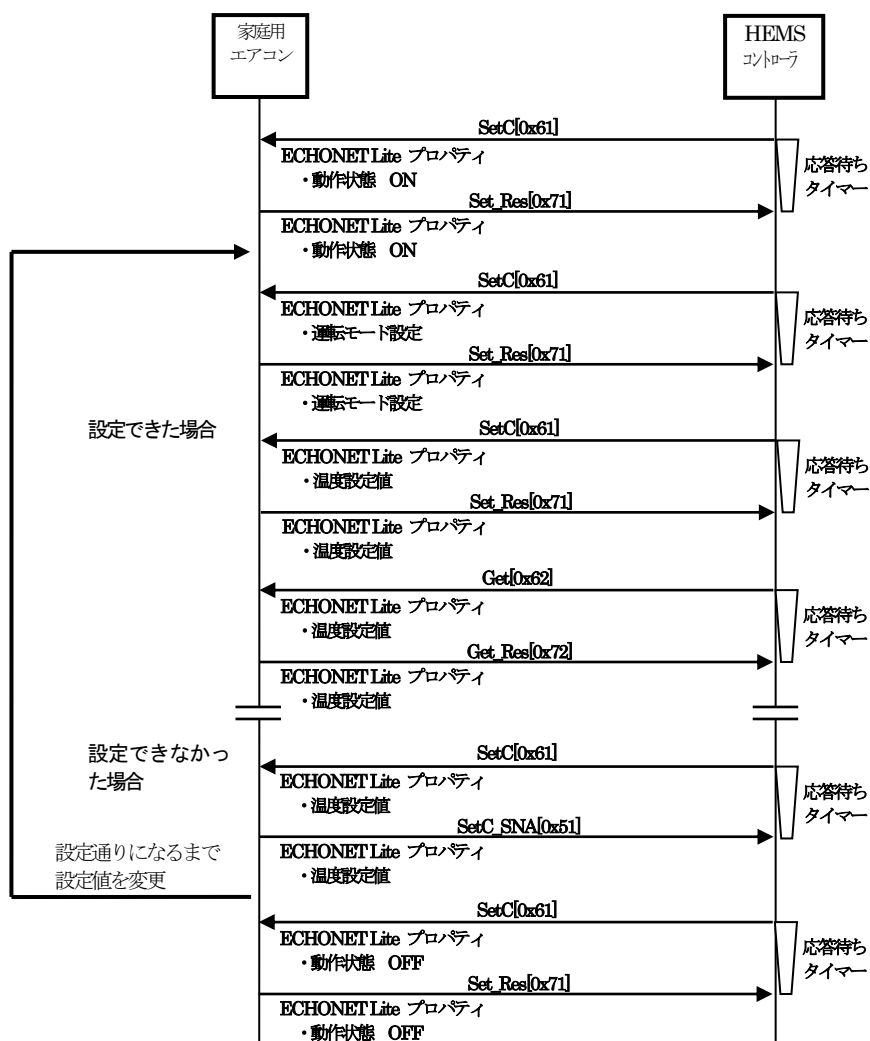 家庭用
エアコン
HEMS
コントローラ
SetC[0x61]
ECHONET Lite プロパティ
・動作状態 ON
応答待ち
タイマー
Set_Res[0x71]
ECHONET Lite プロパティ
・動作状態 ON
SetC[0x61]
ECHONET Lite プロパティ
・運転モード設定
応答待ち
タイマー
Set_Res[0x71]
ECHONET Lite プロパティ
・運転モード設定
設定できた場合
SetC[0x61]
ECHONET Lite プロパティ
・温度設定値
応答待ち
タイマー
Set_Res[0x71]
ECHONET Lite プロパティ
・温度設定値
Get[0x62]
ECHONET Lite プロパティ
・温度設定値
応答待ち
タイマー
Get_Res[0x72]
ECHONET Lite プロパティ
・温度設定値
設定できなかっ
た場合
SetC[0x61]
ECHONET Lite プロパティ
・温度設定値
応答待ち
タイマー
SetC_SNA[0x51]
ECHONET Lite プロパティ
・温度設定値
設定通りになるまで
設定値を変更
SetC[0x61]
ECHONET Lite プロパティ
・動作状態 OFF
応答待ち
タイマー
Set_Res[0x71]
ECHONET Lite プロパティ
・動作状態 OFF